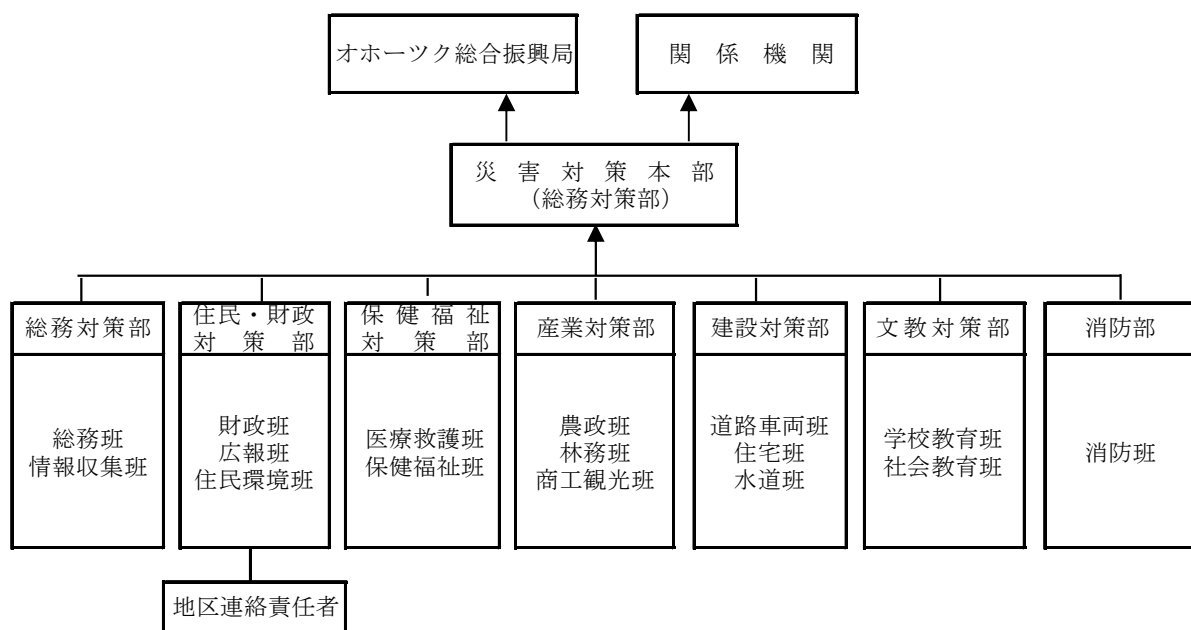 オホーツク総合振興局
関係機関
災害対策本部
（総務対策部）
総務対策部
住民・財政
対策部
保健福祉
対策部
産業対策部
建設対策部
文教対策部
消防部
総務班
情報収集班
財政班
広報班
住民環境班
医療救護班
保健福祉班
農政班
林務班
商工観光班
道路車両班
住宅班
水道班
学校教育班
社会教育班
消防班
地区連絡責任者